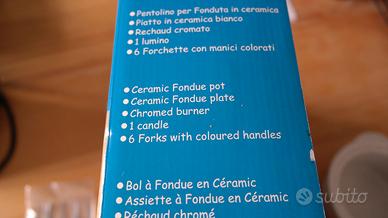 • Pentolino per Fonduta in ceramica
• Piatto in ceramica bianco
• Rechaud cromato
• 1 lumino
• 6 Forchette con manici colorati
• Ceramic Fondue pot
• Ceramic Fondue plate
• Chromed burner
• 1 candle
• 6 Forks with coloured handles
• Bol à Fondue en Céramic
• Assiette à Fondue en Céramic
• Réchaud chromé
subito